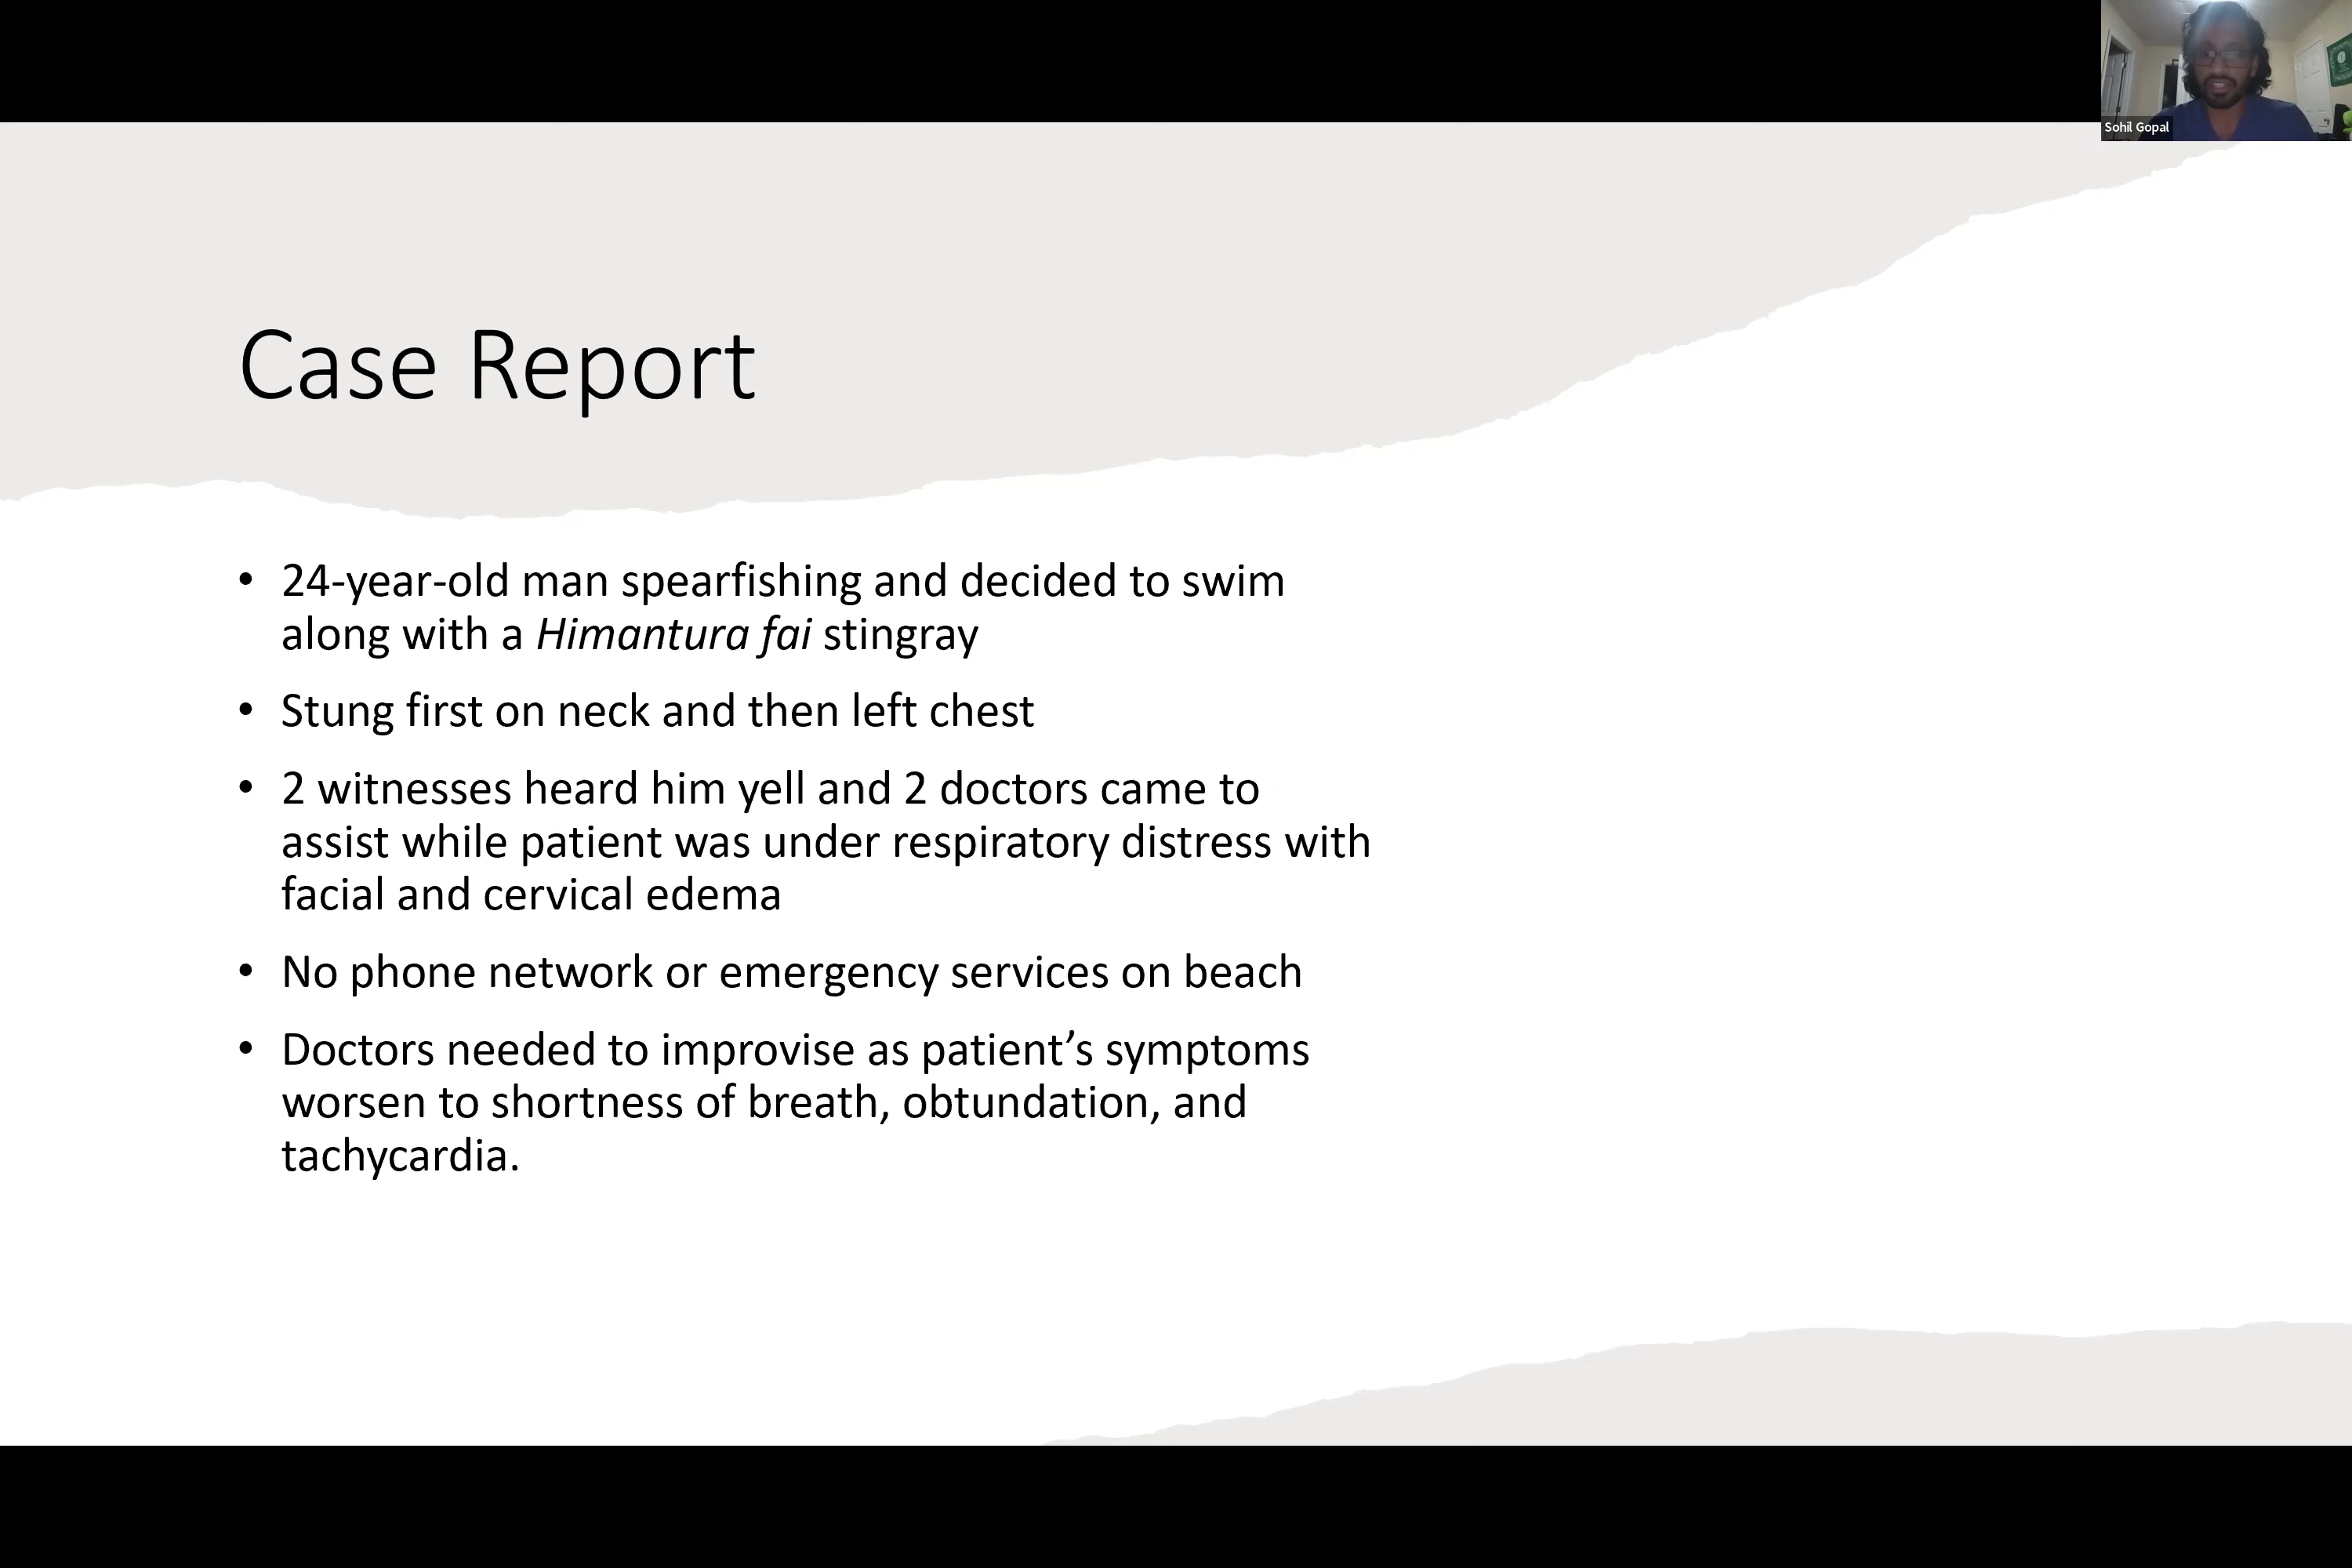 Sohil Gopal
Case Report
• 24-year-old man spearfishing and decided to swim
along with a Himantura fai stingray
• Stung first on neck and then left chest
• 2 witnesses heard him yell and 2 doctors came to
assist while patient was under respiratory distress with
facial and cervical edema
• No phone network or emergency services on beach
• Doctors needed to improvise as patient’s symptoms
worsen to shortness of breath, obtundation, and
tachycardia.